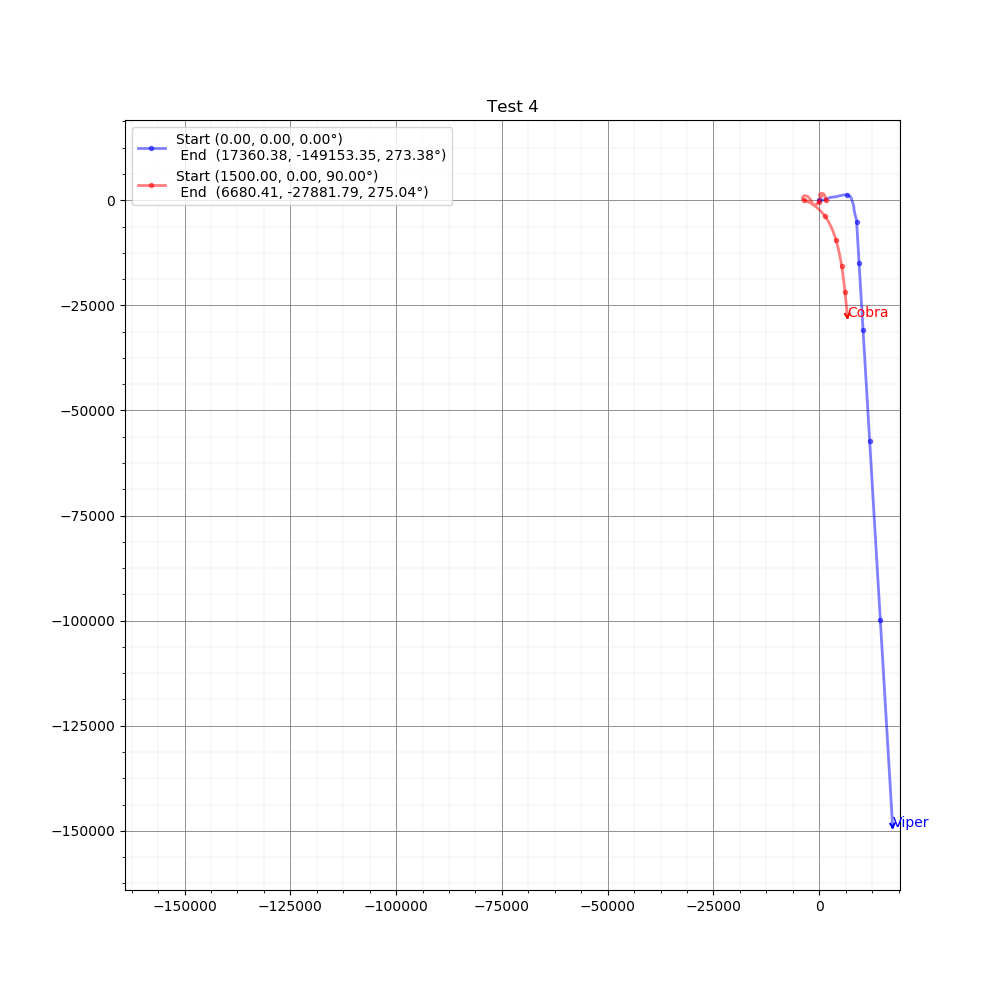 Test 4
Start (0.00, 0.00, 0.00°)
End (17360.38, -149153.35, 273.38°)
Start (1500.00, 0.00, 90.00°)
End (6680.41, -27881.79, 275.04°)
0
−25000
−50000
−75000
−100000
−125000
−150000
Cobra
Viper
−150000 −125000 −100000 −75000 −50000 −25000 0